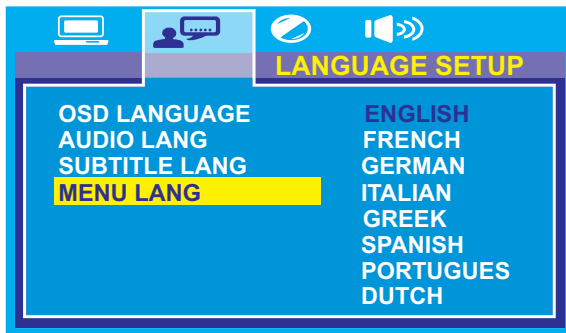 LANGUAGE SETUP
OSD LANGUAGE
AUDIO LANG
SUBTITLE LANG
MENU LANG
ENGLISH
FRENCH
GERMAN
ITALIAN
GREEK
SPANISH
PORTUGUES
DUTCH